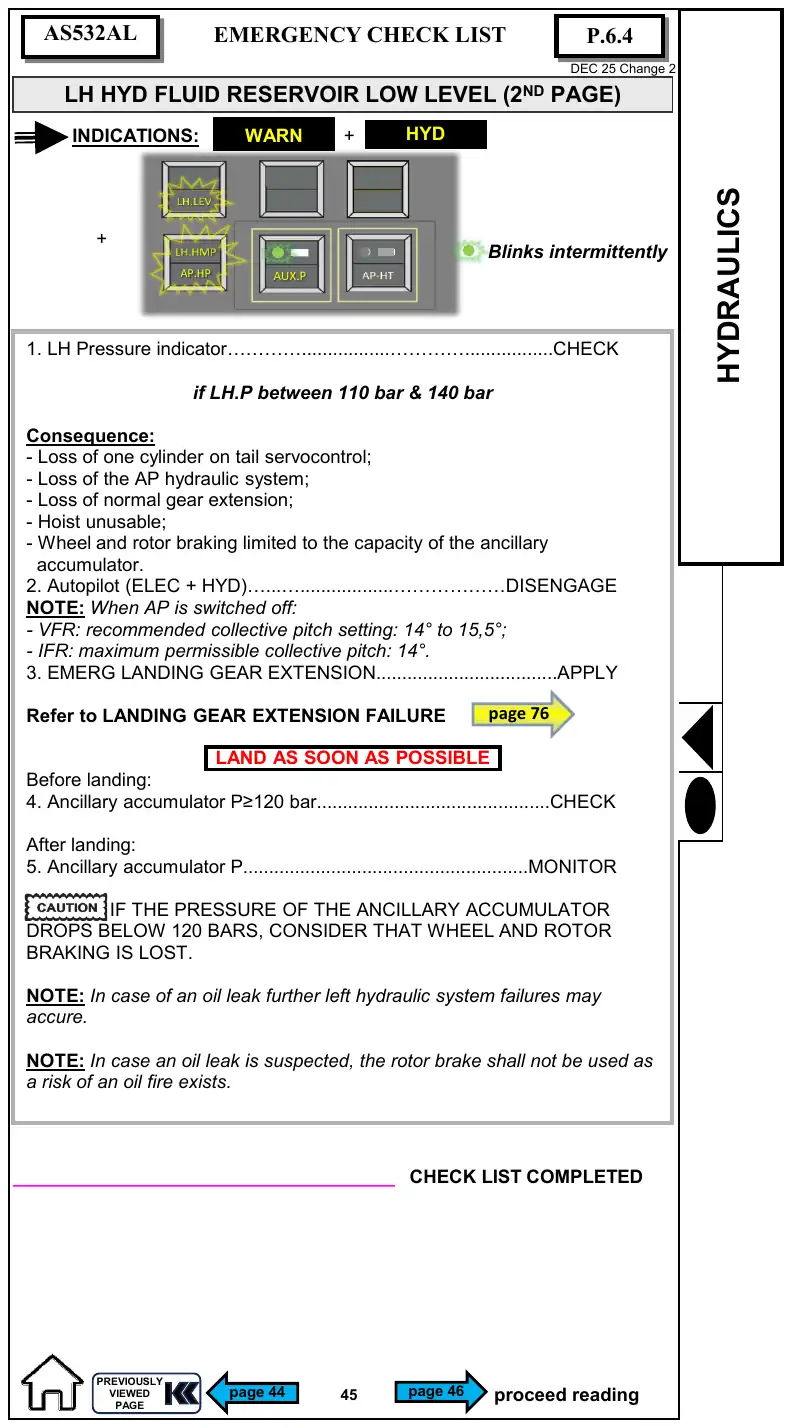 AS532AL
EMERGENCY CHECK LIST
P.6.4
DEC 25 Change 2
LH HYD FLUID RESERVOIR LOW LEVEL (2ND PAGE)
INDICATIONS: WARN + HYD
LH.LEV
+
LH.HMP
AP.HP
AUX.P
AP-HT
Blinks intermittently
HYDRAULICS
1. LH Pressure indicator…………................…………................CHECK
if LH.P between 110 bar & 140 bar
Consequence:
- Loss of one cylinder on tail servocontrol;
- Loss of the AP hydraulic system;
- Loss of normal gear extension;
- Hoist unusable;
- Wheel and rotor braking limited to the capacity of the ancillary
accumulator.
2. Autopilot (ELEC + HYD)…...…..................…………………DISENGAGE
NOTE: When AP is switched off:
- VFR: recommended collective pitch setting: 14° to 15,5°;
- IFR: maximum permissible collective pitch: 14°.
3. EMERG LANDING GEAR EXTENSION...................................APPLY
Refer to LANDING GEAR EXTENSION FAILURE page 76
LAND AS SOON AS POSSIBLE
Before landing:
4. Ancillary accumulator P≥120 bar.............................................CHECK
After landing:
5. Ancillary accumulator P.......................................................MONITOR
CAUTION IF THE PRESSURE OF THE ANCILLARY ACCUMULATOR
DROPS BELOW 120 BARS, CONSIDER THAT WHEEL AND ROTOR
BRAKING IS LOST.
NOTE: In case of an oil leak further left hydraulic system failures may
accure.
NOTE: In case an oil leak is suspected, the rotor brake shall not be used as
a risk of an oil fire exists.
CHECK LIST COMPLETED
PREVIOUSLY
VIEWED
PAGE
page 44
45
page 46
proceed reading